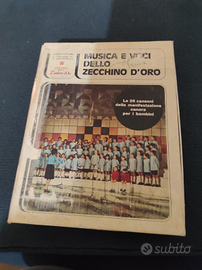 MUSICA E VOCI
DELLO
ZECCHINO D'ORO
Le 24 canzoni
della manifestazione
canora
per i bambini
subito